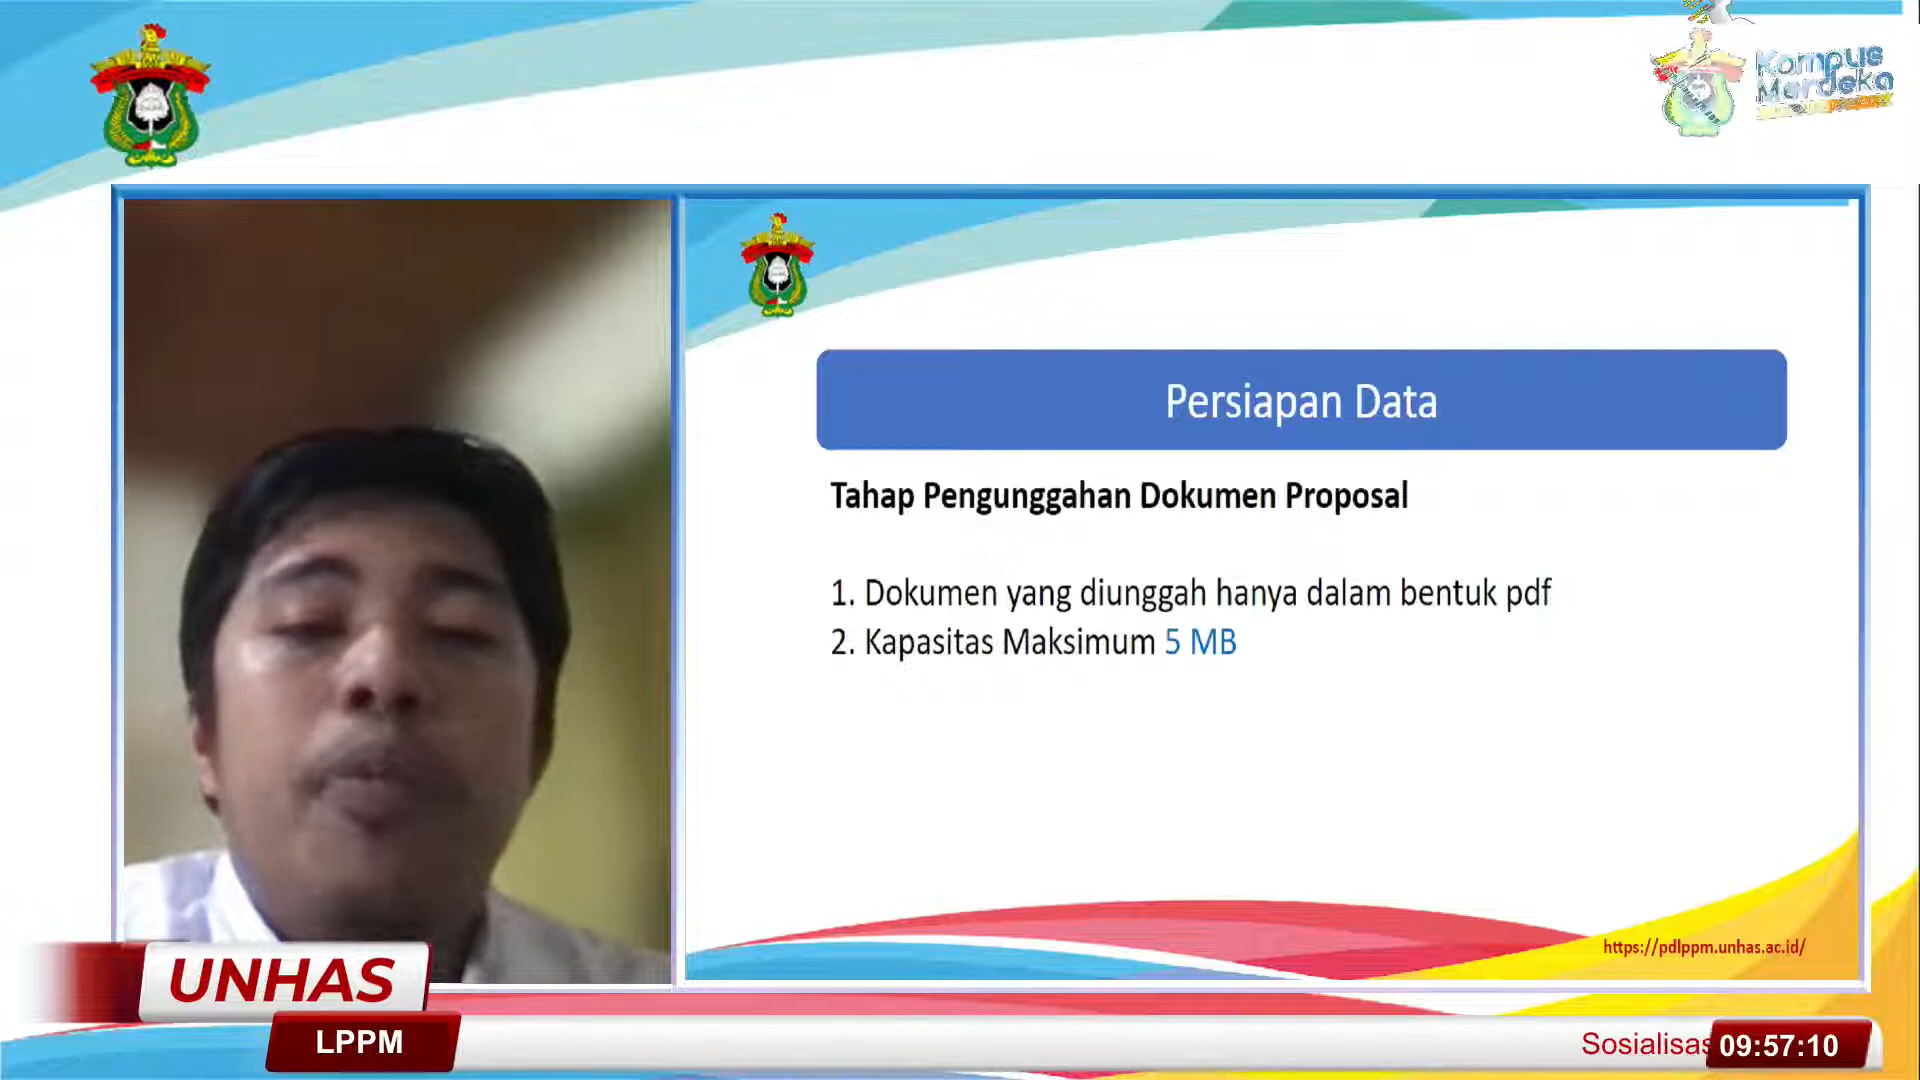 Kampus
Merdeka
Persiapan Data
Tahap Pengunggahan Dokumen Proposal
1. Dokumen yang diunggah hanya dalam bentuk pdf
2. Kapasitas Maksimum 5 MB
https://pdlppm.unhas.ac.id/
UNHAS
LPPM
Sosialisas
09:57:10